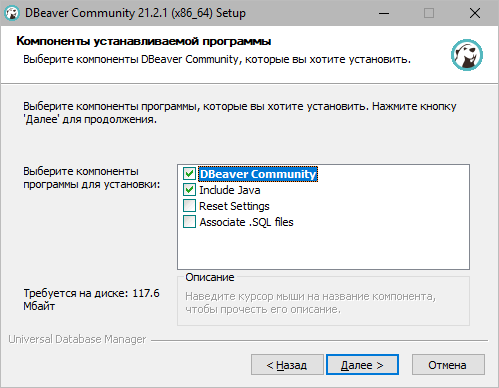 DBeaver Community 21.2.1 (x86_64) Setup
Компоненты устанавливаемой программы
Выберите компоненты DBeaver Community, которые вы хотите установить.
Выберите компоненты программы, которые вы хотите установить. Нажмите кнопку
'Далее' для продолжения.
Выберите компоненты
программы для установки:
DBeaver Community
Include Java
Reset Settings
Associate .SQL files
Требуется на диске: 117.6
Мбайт
Описание
Наведите курсор мыши на название компонента,
чтобы прочесть его описание.
Universal Database Manager
< Назад
Далее >
Отмена